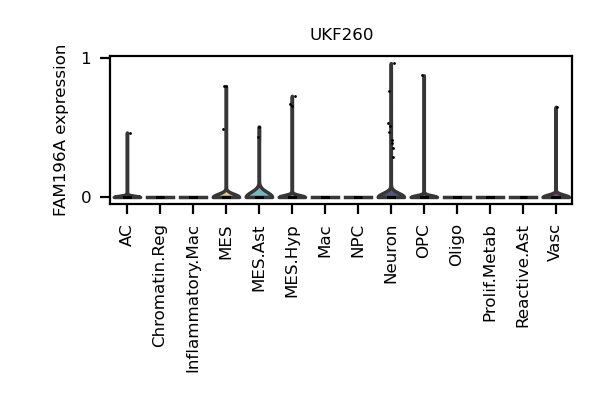 UKF260
FAM196A expression
1
0
AC
Chromatin.Reg
Inflammatory.Mac
MES
MES.Ast
MES.Hyp
Mac
NPC
Neuron
OPC
Oligo
Prolif.Metab
Reactive.Ast
Vasc